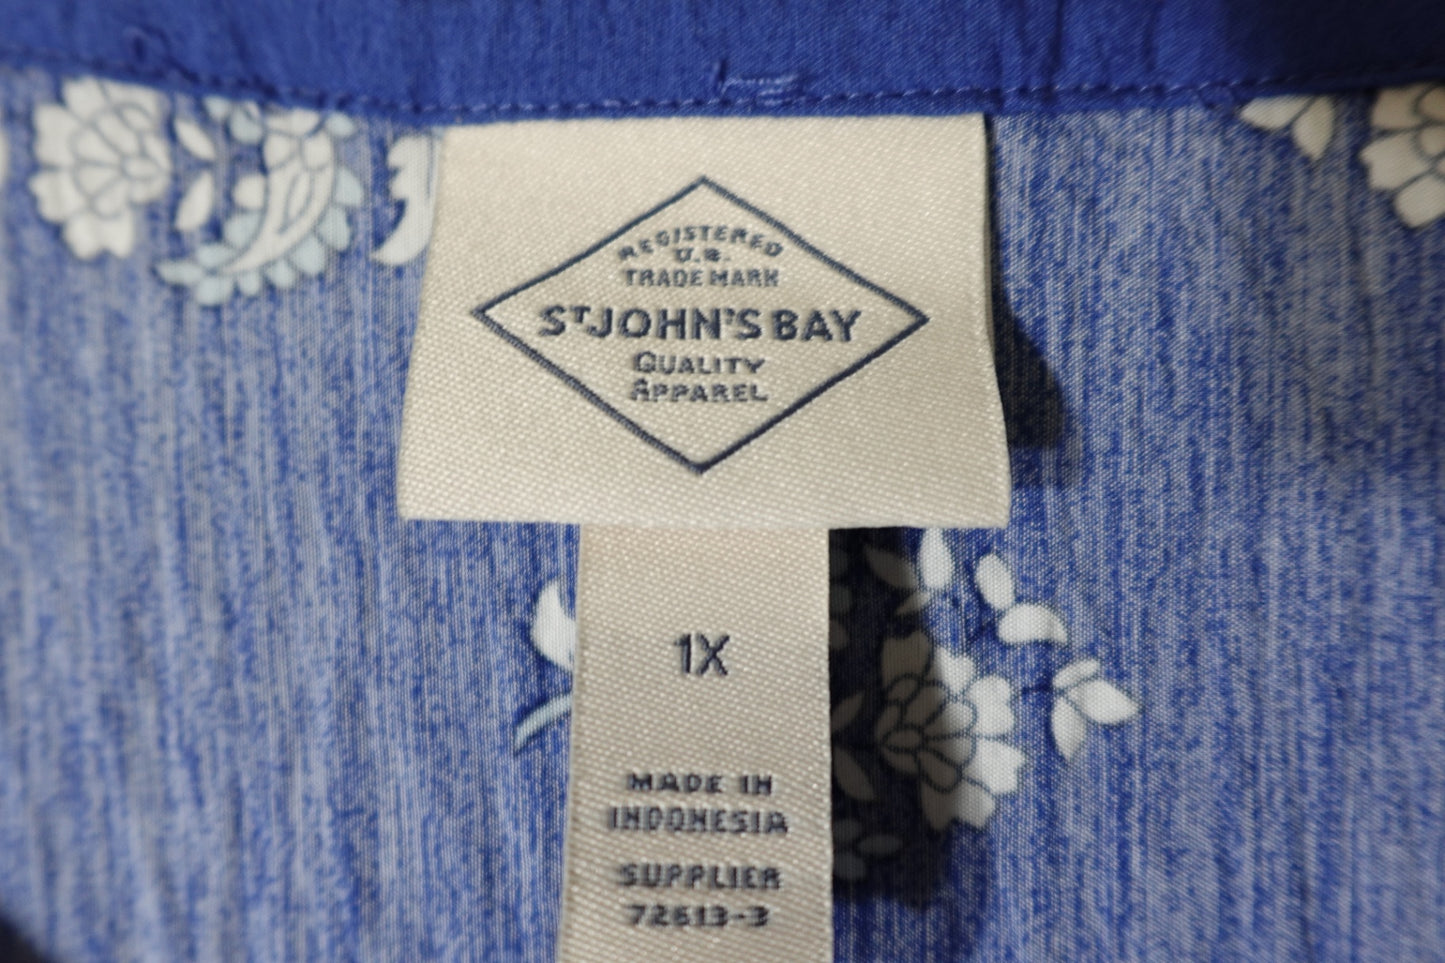 REGISTERED
U.S.
TRADE MARK
ST JOHN'S BAY
QUALITY
APPAREL
1X
MADE IN
INDONESIA
SUPPLIER
72613-3